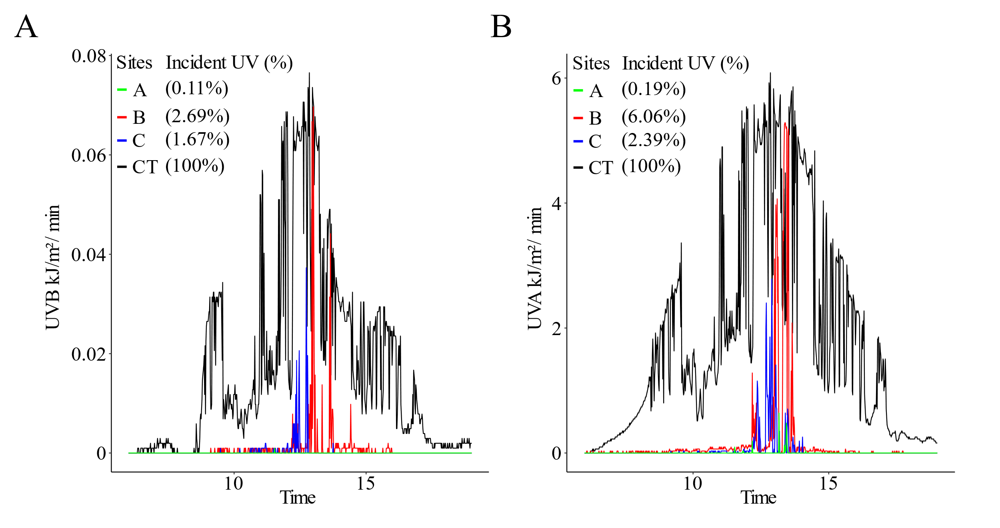 A
0.08
0.06
0.04
0.02
0
UVB kJ/m²/ min
Sites Incident UV (%)
A (0.11%)
B (2.69%)
C (1.67%)
CT (100%)
10 15
Time
B
6
4
2
0
UVA kJ/m²/ min
Sites Incident UV (%)
A (0.19%)
B (6.06%)
C (2.39%)
CT (100%)
10 15
Time